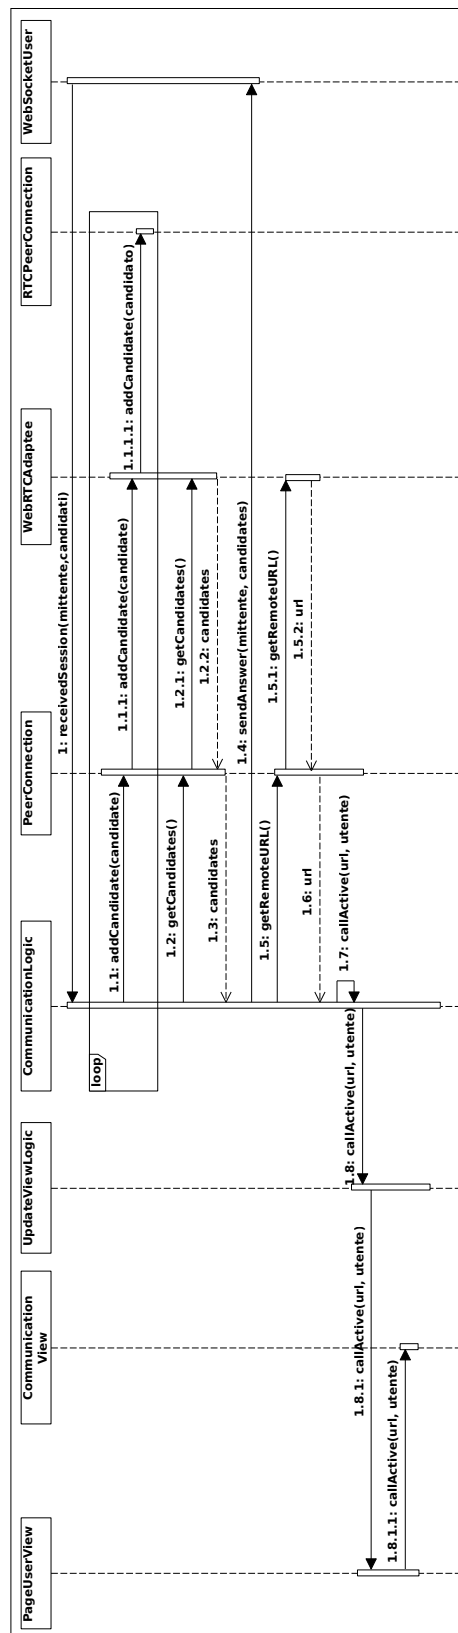 PageUserView
Communication
View
UpdateViewLogic
CommunicationLogic
PeerConnection
WebRTCAdaptee
RTCPeerConnection
WebSocketUser
1: receivedSession(mittente,candidati)
loop
1.1: addCandidate(candidate)
1.1.1: addCandidate(candidate)
1.1.1.1: addCandidate(candidato)
1.2: getCandidates()
1.2.1: getCandidates()
1.2.2: candidates
1.3: candidates
1.4: sendAnswer(mittente, candidates)
1.5: getRemoteURL()
1.5.1: getRemoteURL()
1.5.2: url
1.6: url
1.7: callActive(url, utente)
1.8: callActive(url, utente)
1.8.1: callActive(url, utente)
1.8.1.1: callActive(url, utente)